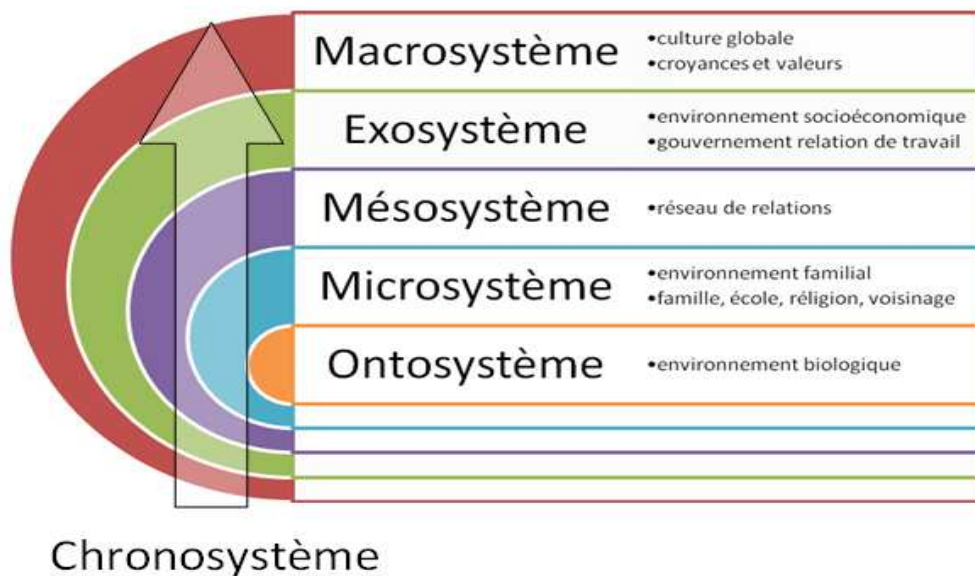 Macrosystème
•culture globale
•croyances et valeurs
Exosystème
•environnement socioéconomique
•gouvernement relation de travail
Mésosystème
•réseau de relations
Microsystème
•environnement familial
•famille, école, réligion, voisinage
Ontosystème
•environnement biologique
Chronosystème